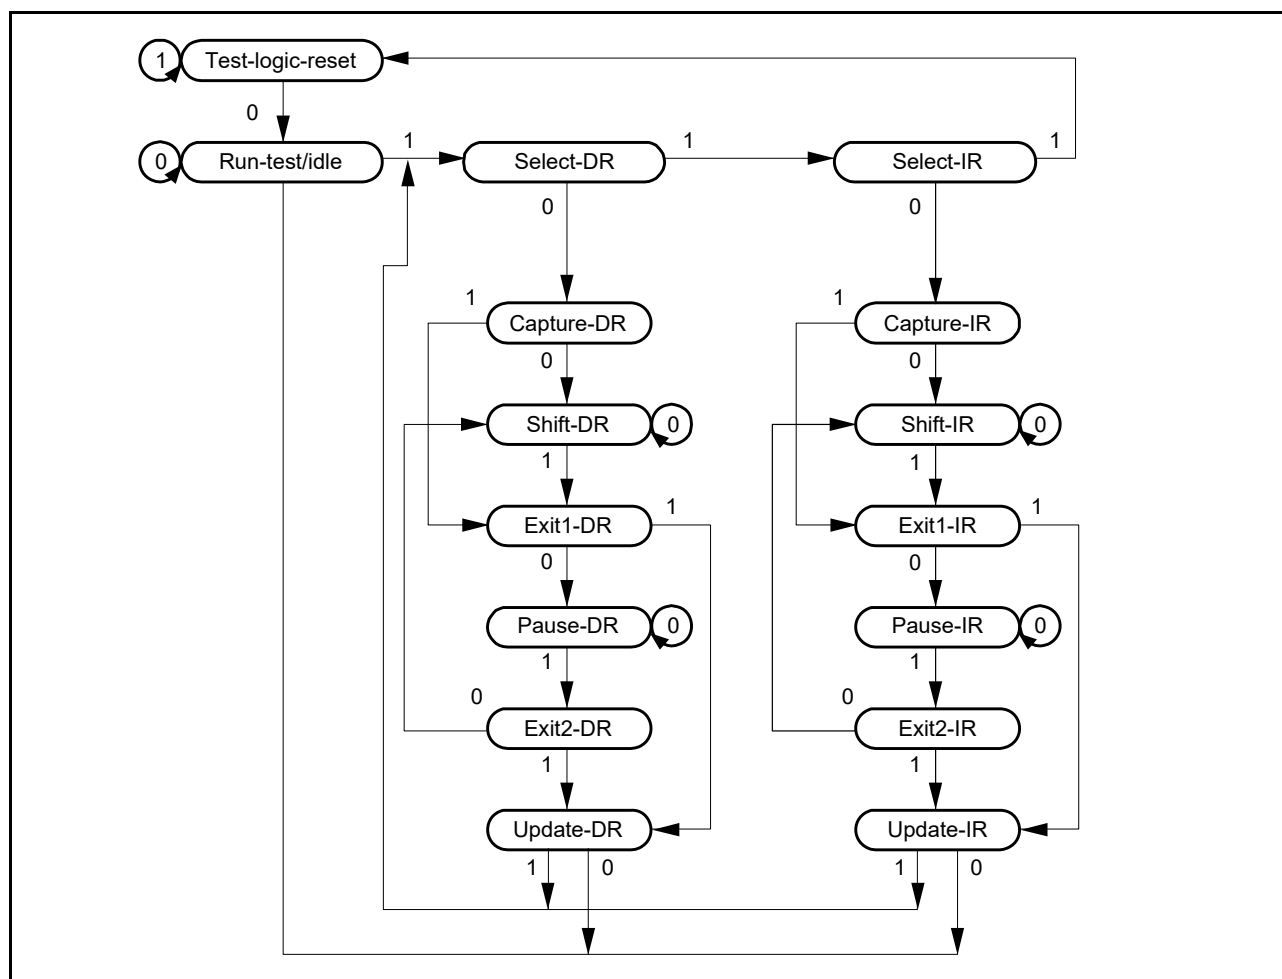 1 Test-logic-reset
0
0 Run-test/idle 1 Select-DR 1 Select-IR 1
0 0
1 1
Capture-DR Capture-IR
0 0
Shift-DR 0 Shift-IR 0
1 1
Exit1-DR 1 Exit1-IR 1
0 0
Pause-DR 0 Pause-IR 0
1 1
0 0
Exit2-DR Exit2-IR
1 1
Update-DR Update-IR
1 0 1 0